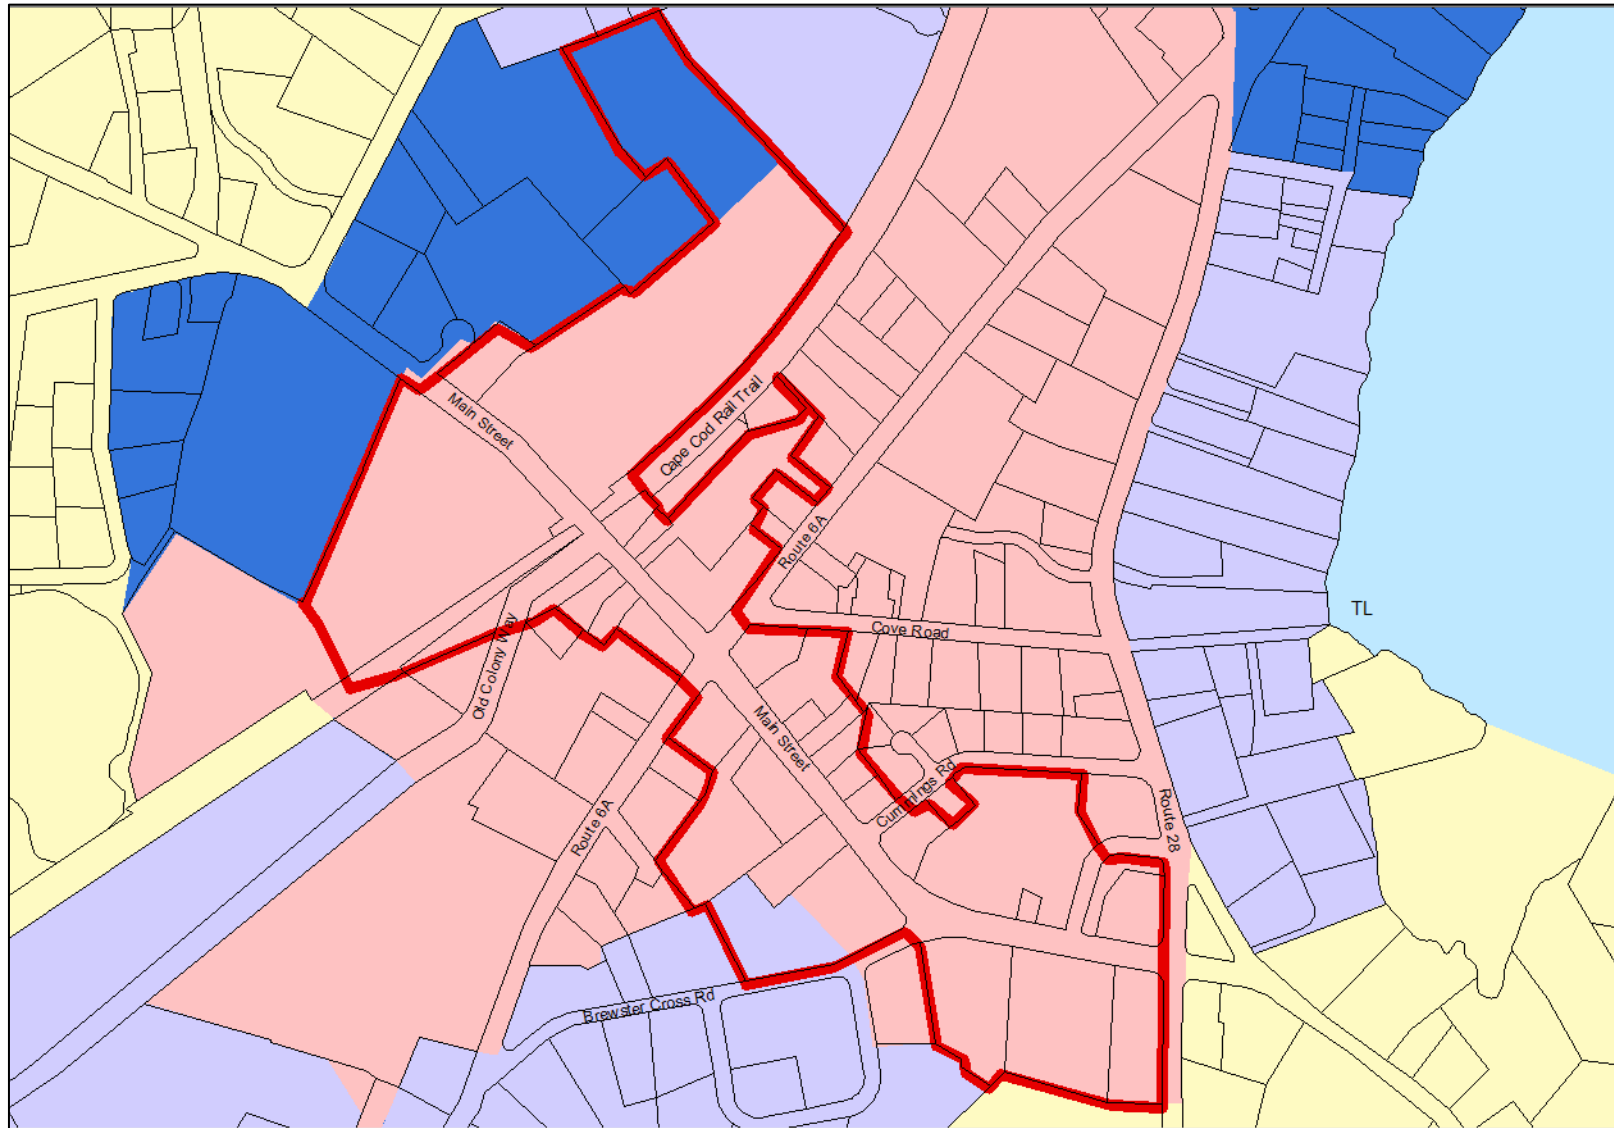 Main Street
Cape Cod Rail Trail
Route 6A
TL
Cove Road
Old Colony Way
Main Street
Cummings Rd
Route 28
Route 6A
Brewster Cross Rd